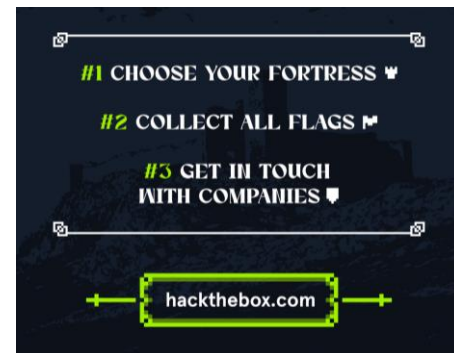 #1 CHOOSE YOUR FORTRESS
#2 COLLECT ALL FLAGS
#3 GET IN TOUCH
WITH COMPANIES
hackthebox.com